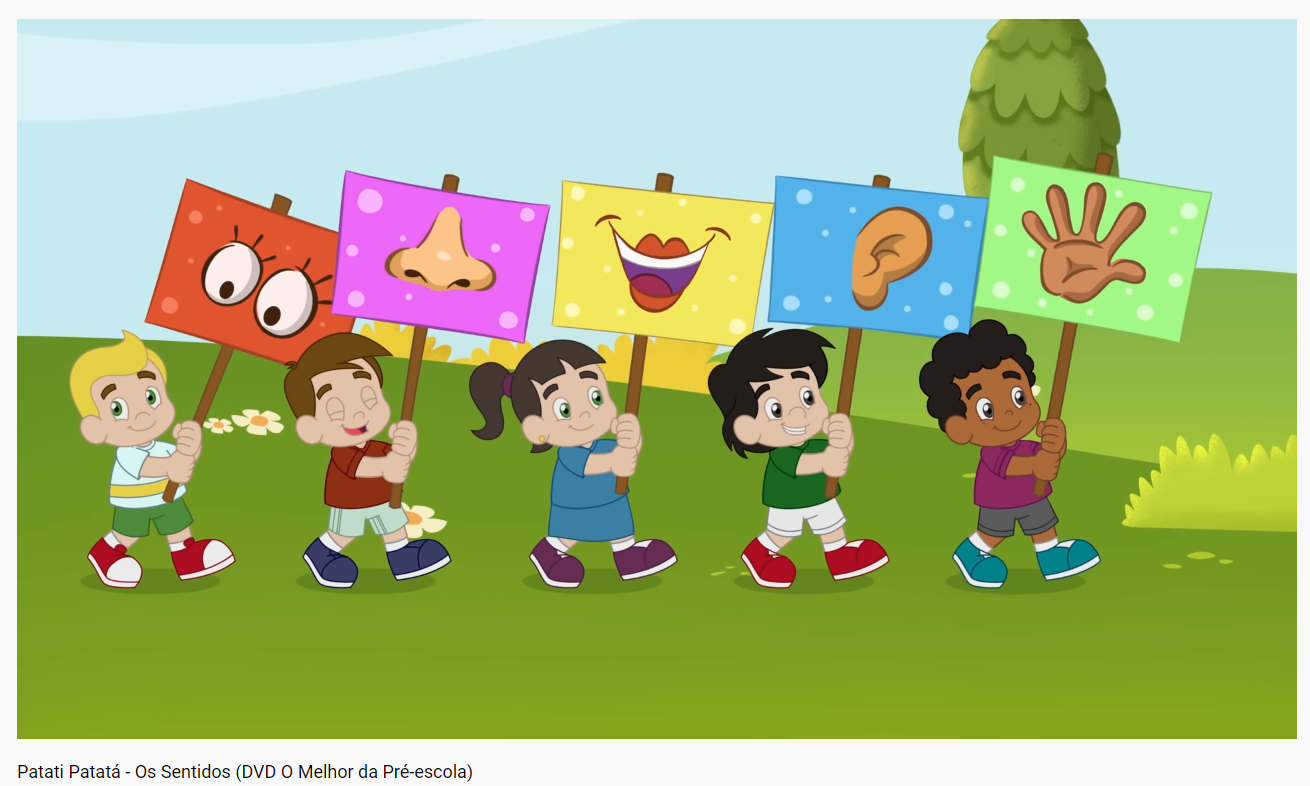 Patati Patatá - Os Sentidos (DVD O Melhor da Pré-escola)